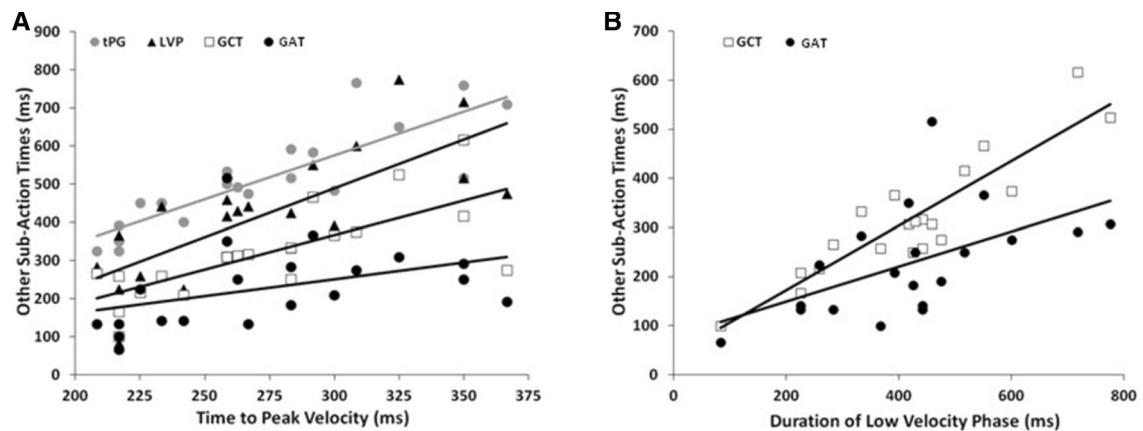 A
900
800
700
600
500
400
300
200
100
0
tPG LVP GCT GAT
Other Sub-Action Times (ms)
200 225 250 275 300 325 350 375
Time to Peak Velocity (ms)
B
700
600
500
400
300
200
100
0
GCT GAT
Other Sub-Action Times (ms)
0 200 400 600 800
Duration of Low Velocity Phase (ms)